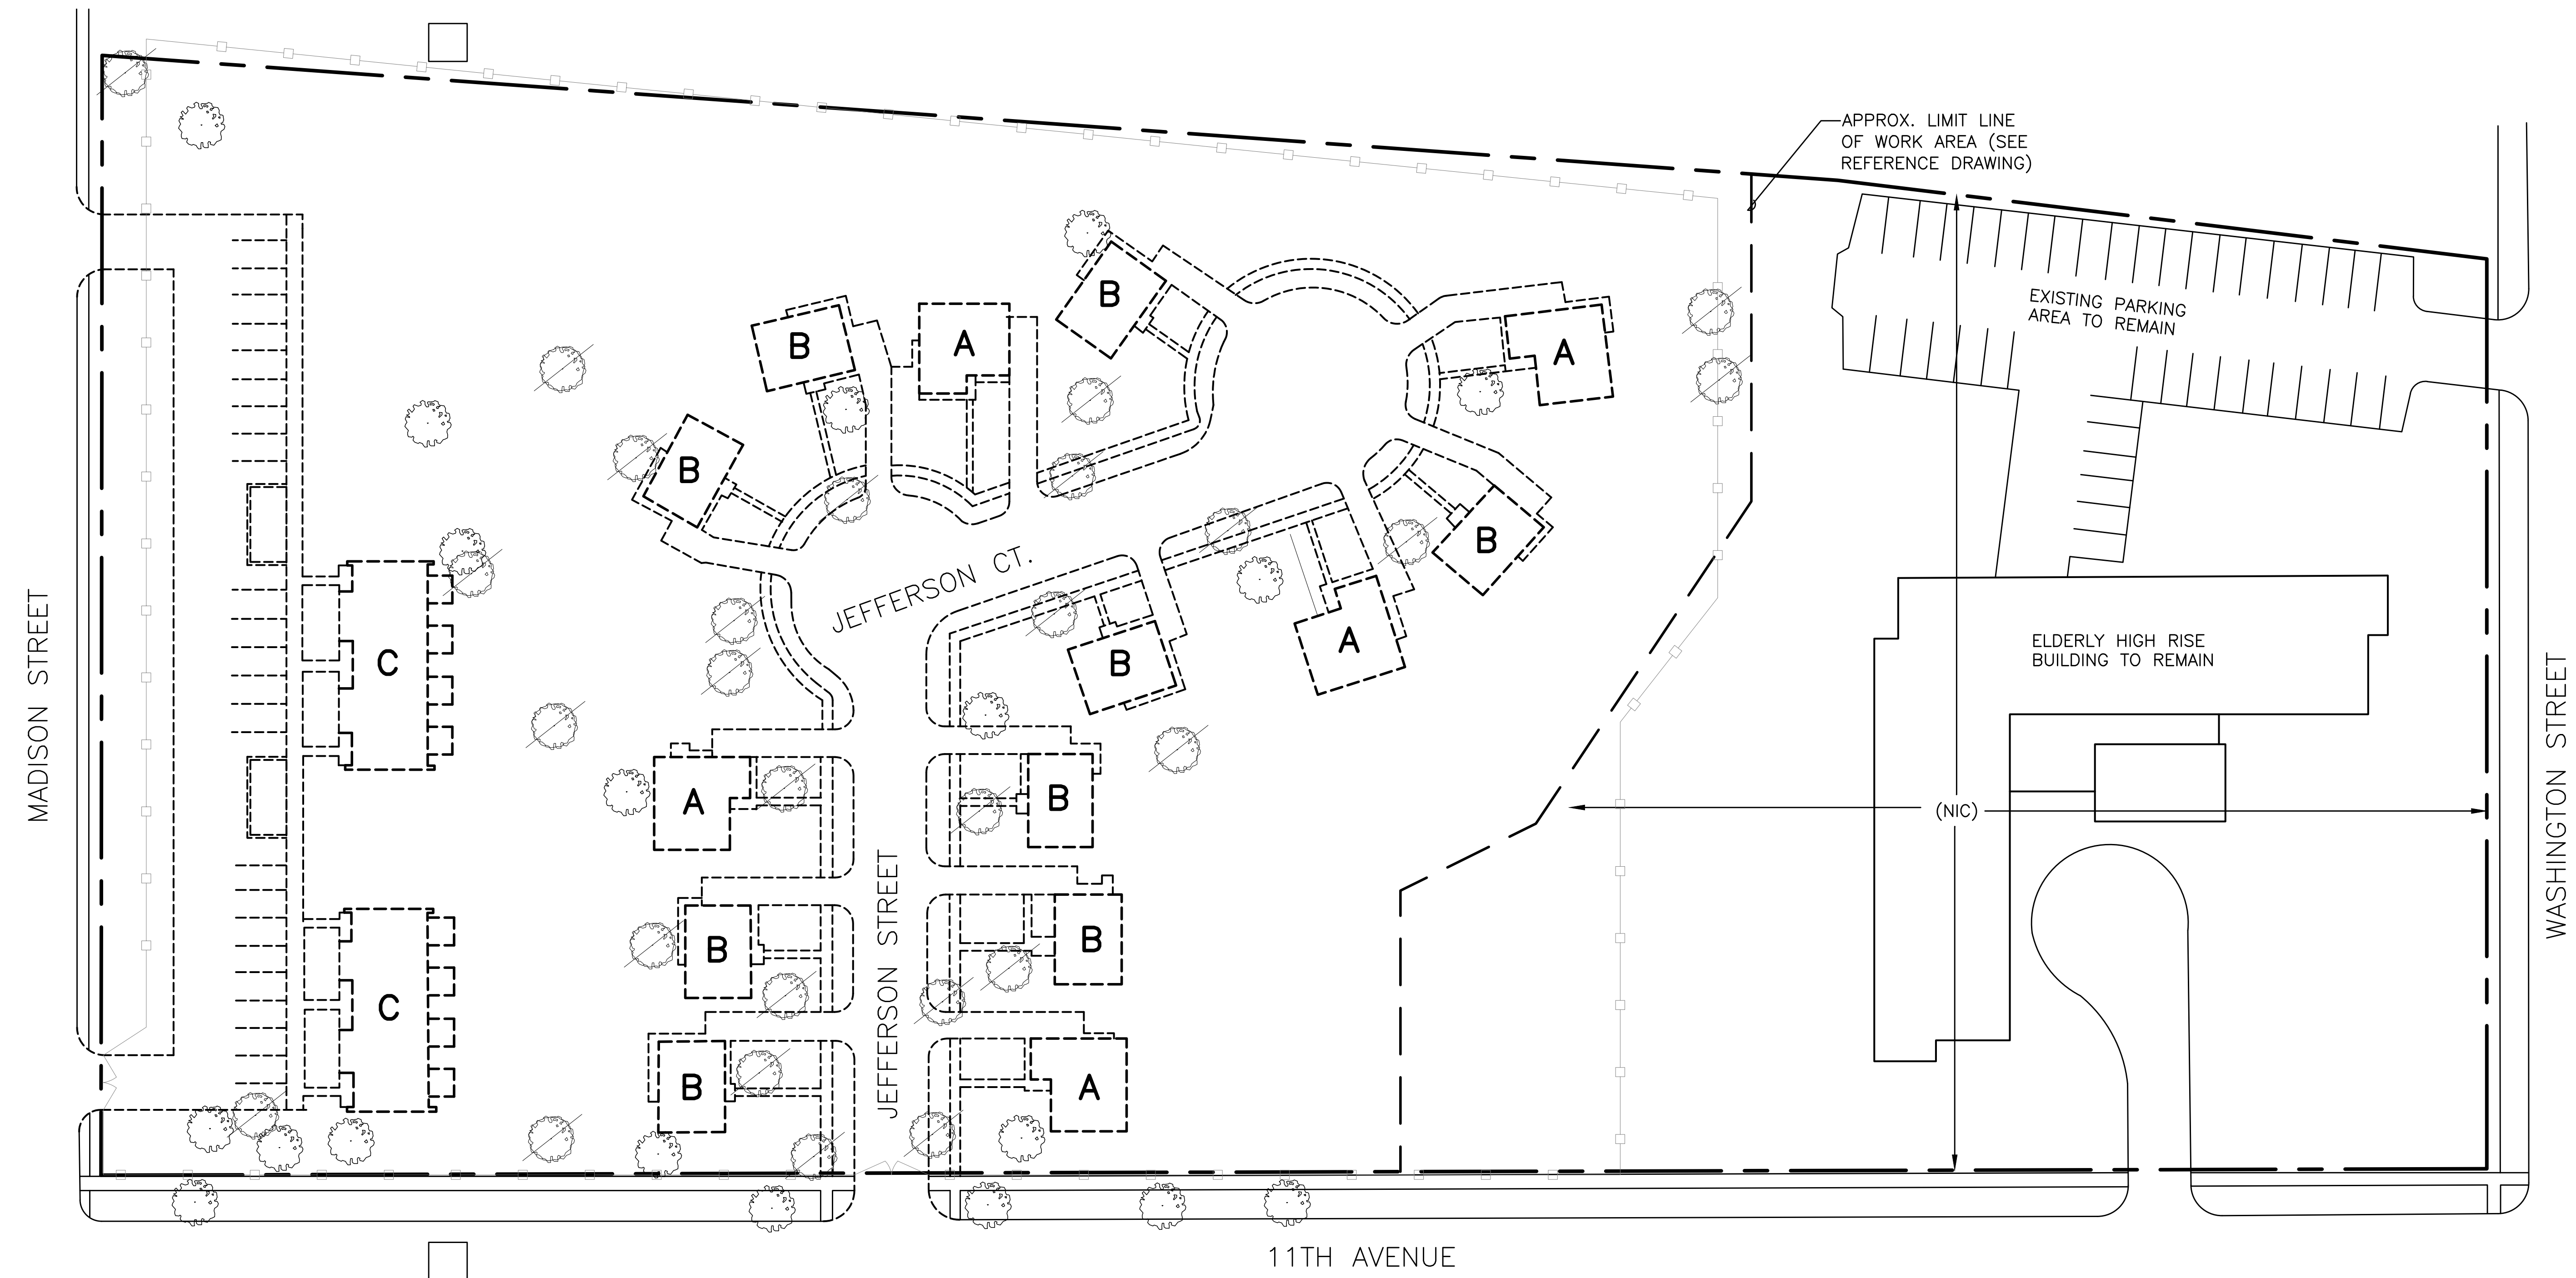 APPROX. LIMIT LINE
OF WORK AREA (SEE
REFERENCE DRAWING)
EXISTING PARKING
AREA TO REMAIN
B
B
A
A
B
B
JEFFERSON CT.
B
A
B
C
ELDERLY HIGH RISE
BUILDING TO REMAIN
MADISON STREET
WASHINGTON STREET
A
B
(NIC)
B
B
JEFFERSON STREET
C
B
A
11TH AVENUE